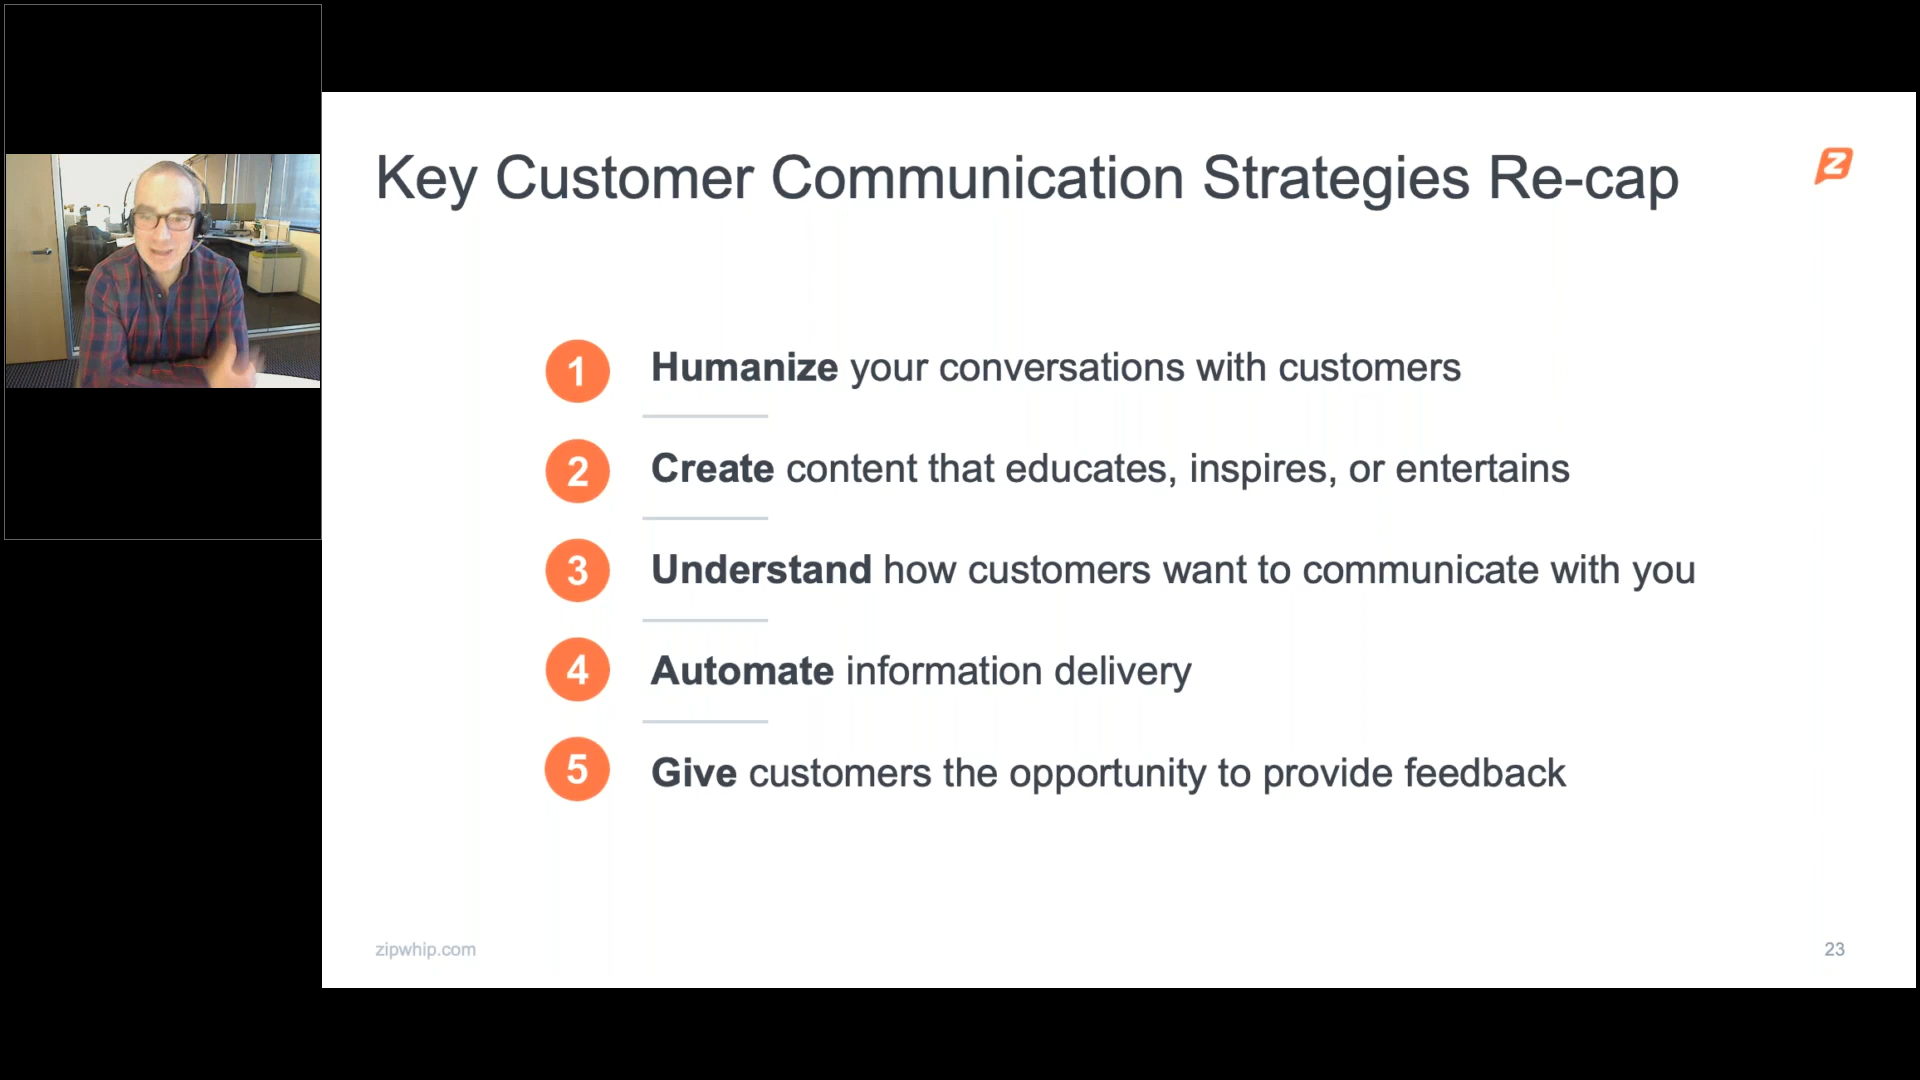 Key Customer Communication Strategies Re-cap
Z
1 Humanize your conversations with customers
2 Create content that educates, inspires, or entertains
3 Understand how customers want to communicate with you
4 Automate information delivery
5 Give customers the opportunity to provide feedback
zipwhip.com
23